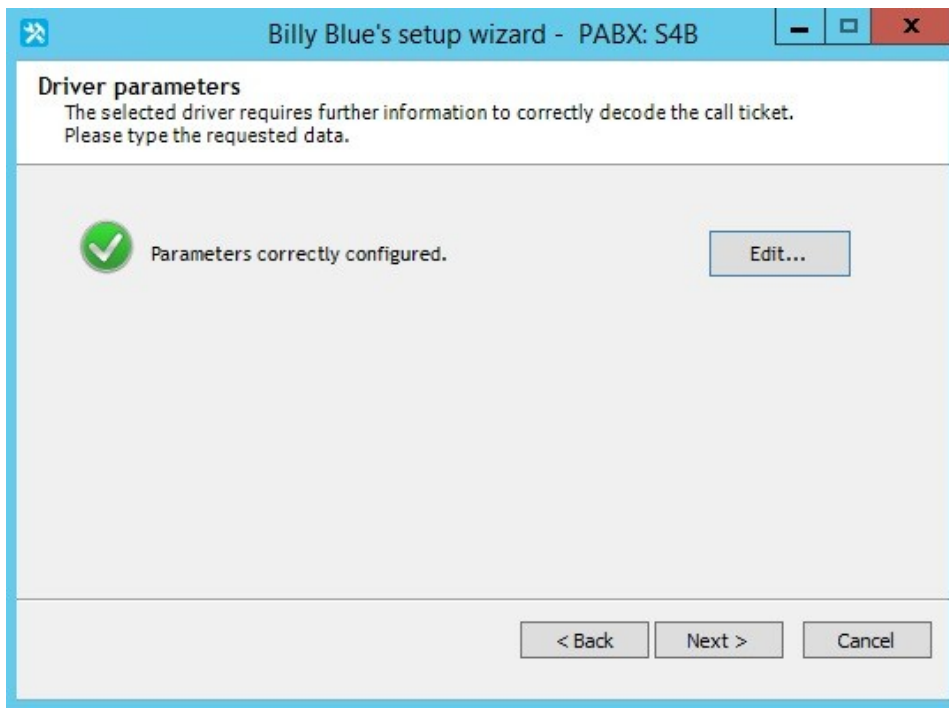 Billy Blue's setup wizard - PABX: S4B
Driver parameters
The selected driver requires further information to correctly decode the call ticket.
Please type the requested data.
Parameters correctly configured.
Edit...
< Back
Next >
Cancel